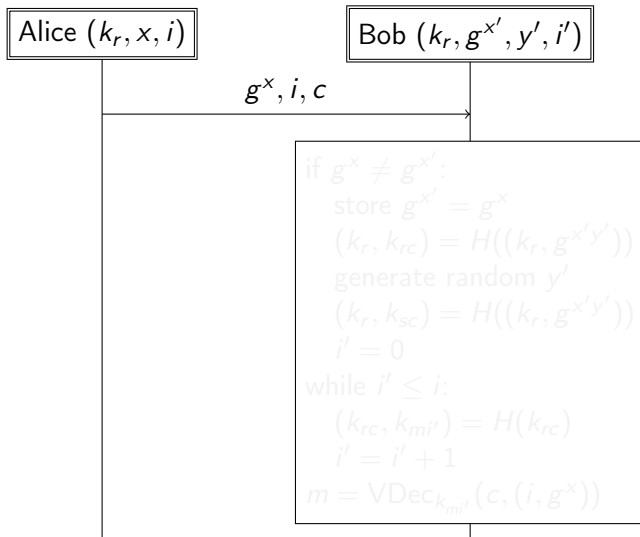 Alice (k_r, x, i)
Bob (k_r, g^{x'}, y', i')
g^x, i, c
if g^x ≠ g^{x'}:
store g^{x'} = g^x
(k_r, k_{rc}) = H((k_r, g^{x'y'}))
generate random y'
(k_r, k_{sc}) = H((k_r, g^{x'y'}))
i' = 0
while i' ≤ i:
(k_{rc}, k_{mi'}) = H(k_{rc})
i' = i' + 1
m = VDec_{k_{mi'}}(c, (i, g^x))